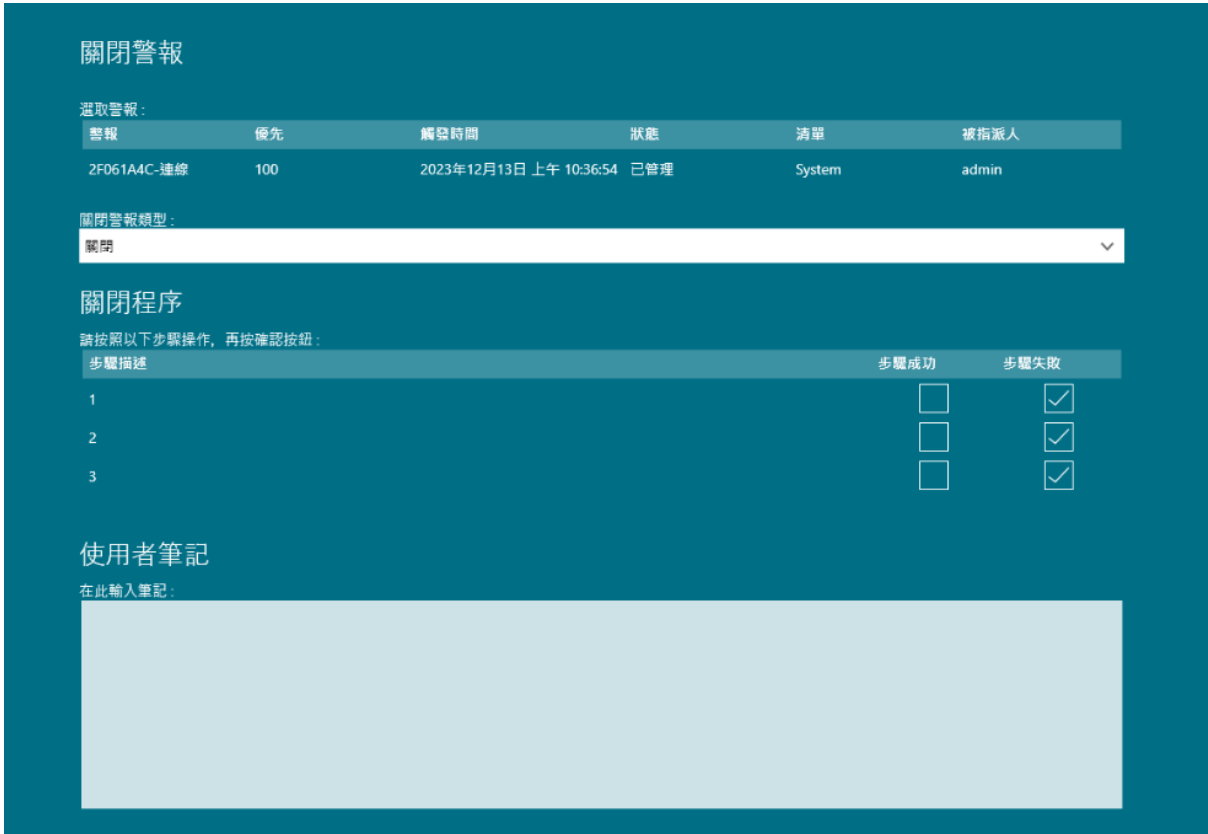 關閉警報
選取警報 :
警報 優先 觸發時間 狀態 清單 被指派人
2F061A4C-連線 100 2023年12月13日 上午 10:36:54 已管理 System admin
關閉警報類型 :
關閉
關閉程序
請按照以下步驟操作，再按確認按鈕 :
步驟描述 步驟成功 步驟失敗
1
2
3
使用者筆記
在此輸入筆記 :